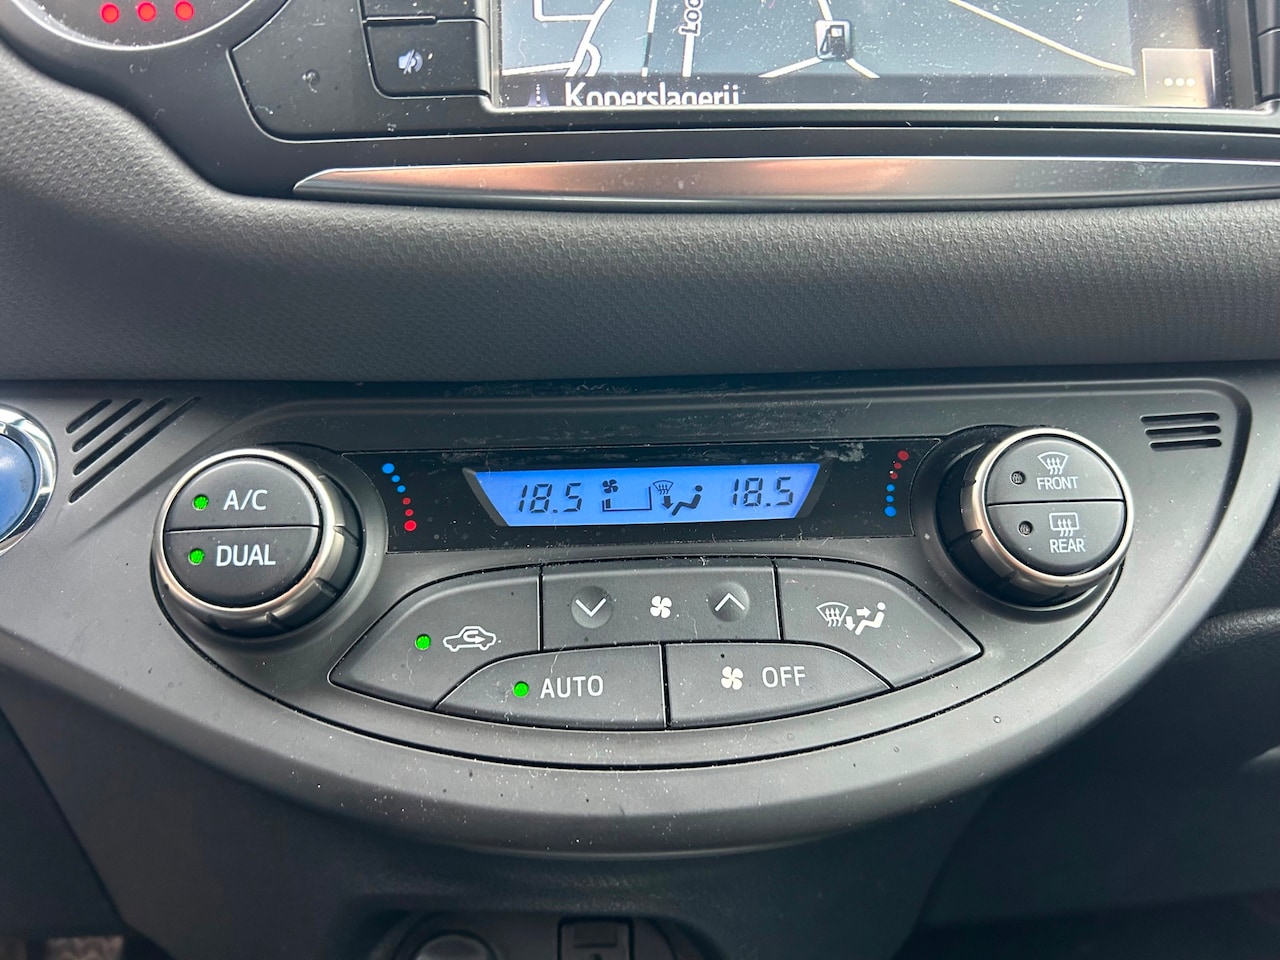 Koperslagerij
A/C
DUAL
18.5
18.5
FRONT
REAR
AUTO
OFF